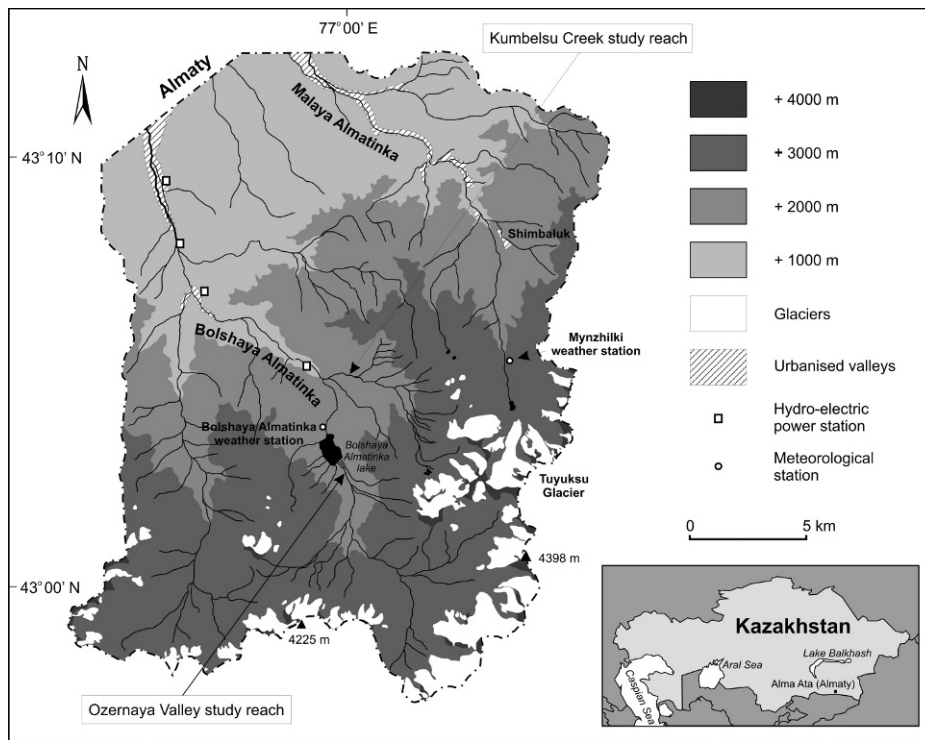 77° 00' E
Kumbelsu Creek study reach
N
Almaty
Malaya Almatinka
43° 10' N
Shimbaluk
Mynzhilki
weather station
Bolshaya
Almatinka
Bolshaya Almatinka
weather station
Bolshaya
Almatinka
lake
Tuyuksu
Glacier
4398 m
43° 00' N
4225 m
Ozernaya Valley study reach
+ 4000 m
+ 3000 m
+ 2000 m
+ 1000 m
Glaciers
Urbanised valleys
Hydro-electric
power station
Meteorological
station
0 5 km
Kazakhstan
Lake Balkhash
Aral Sea
Alma Ata (Almaty)
Caspian Sea